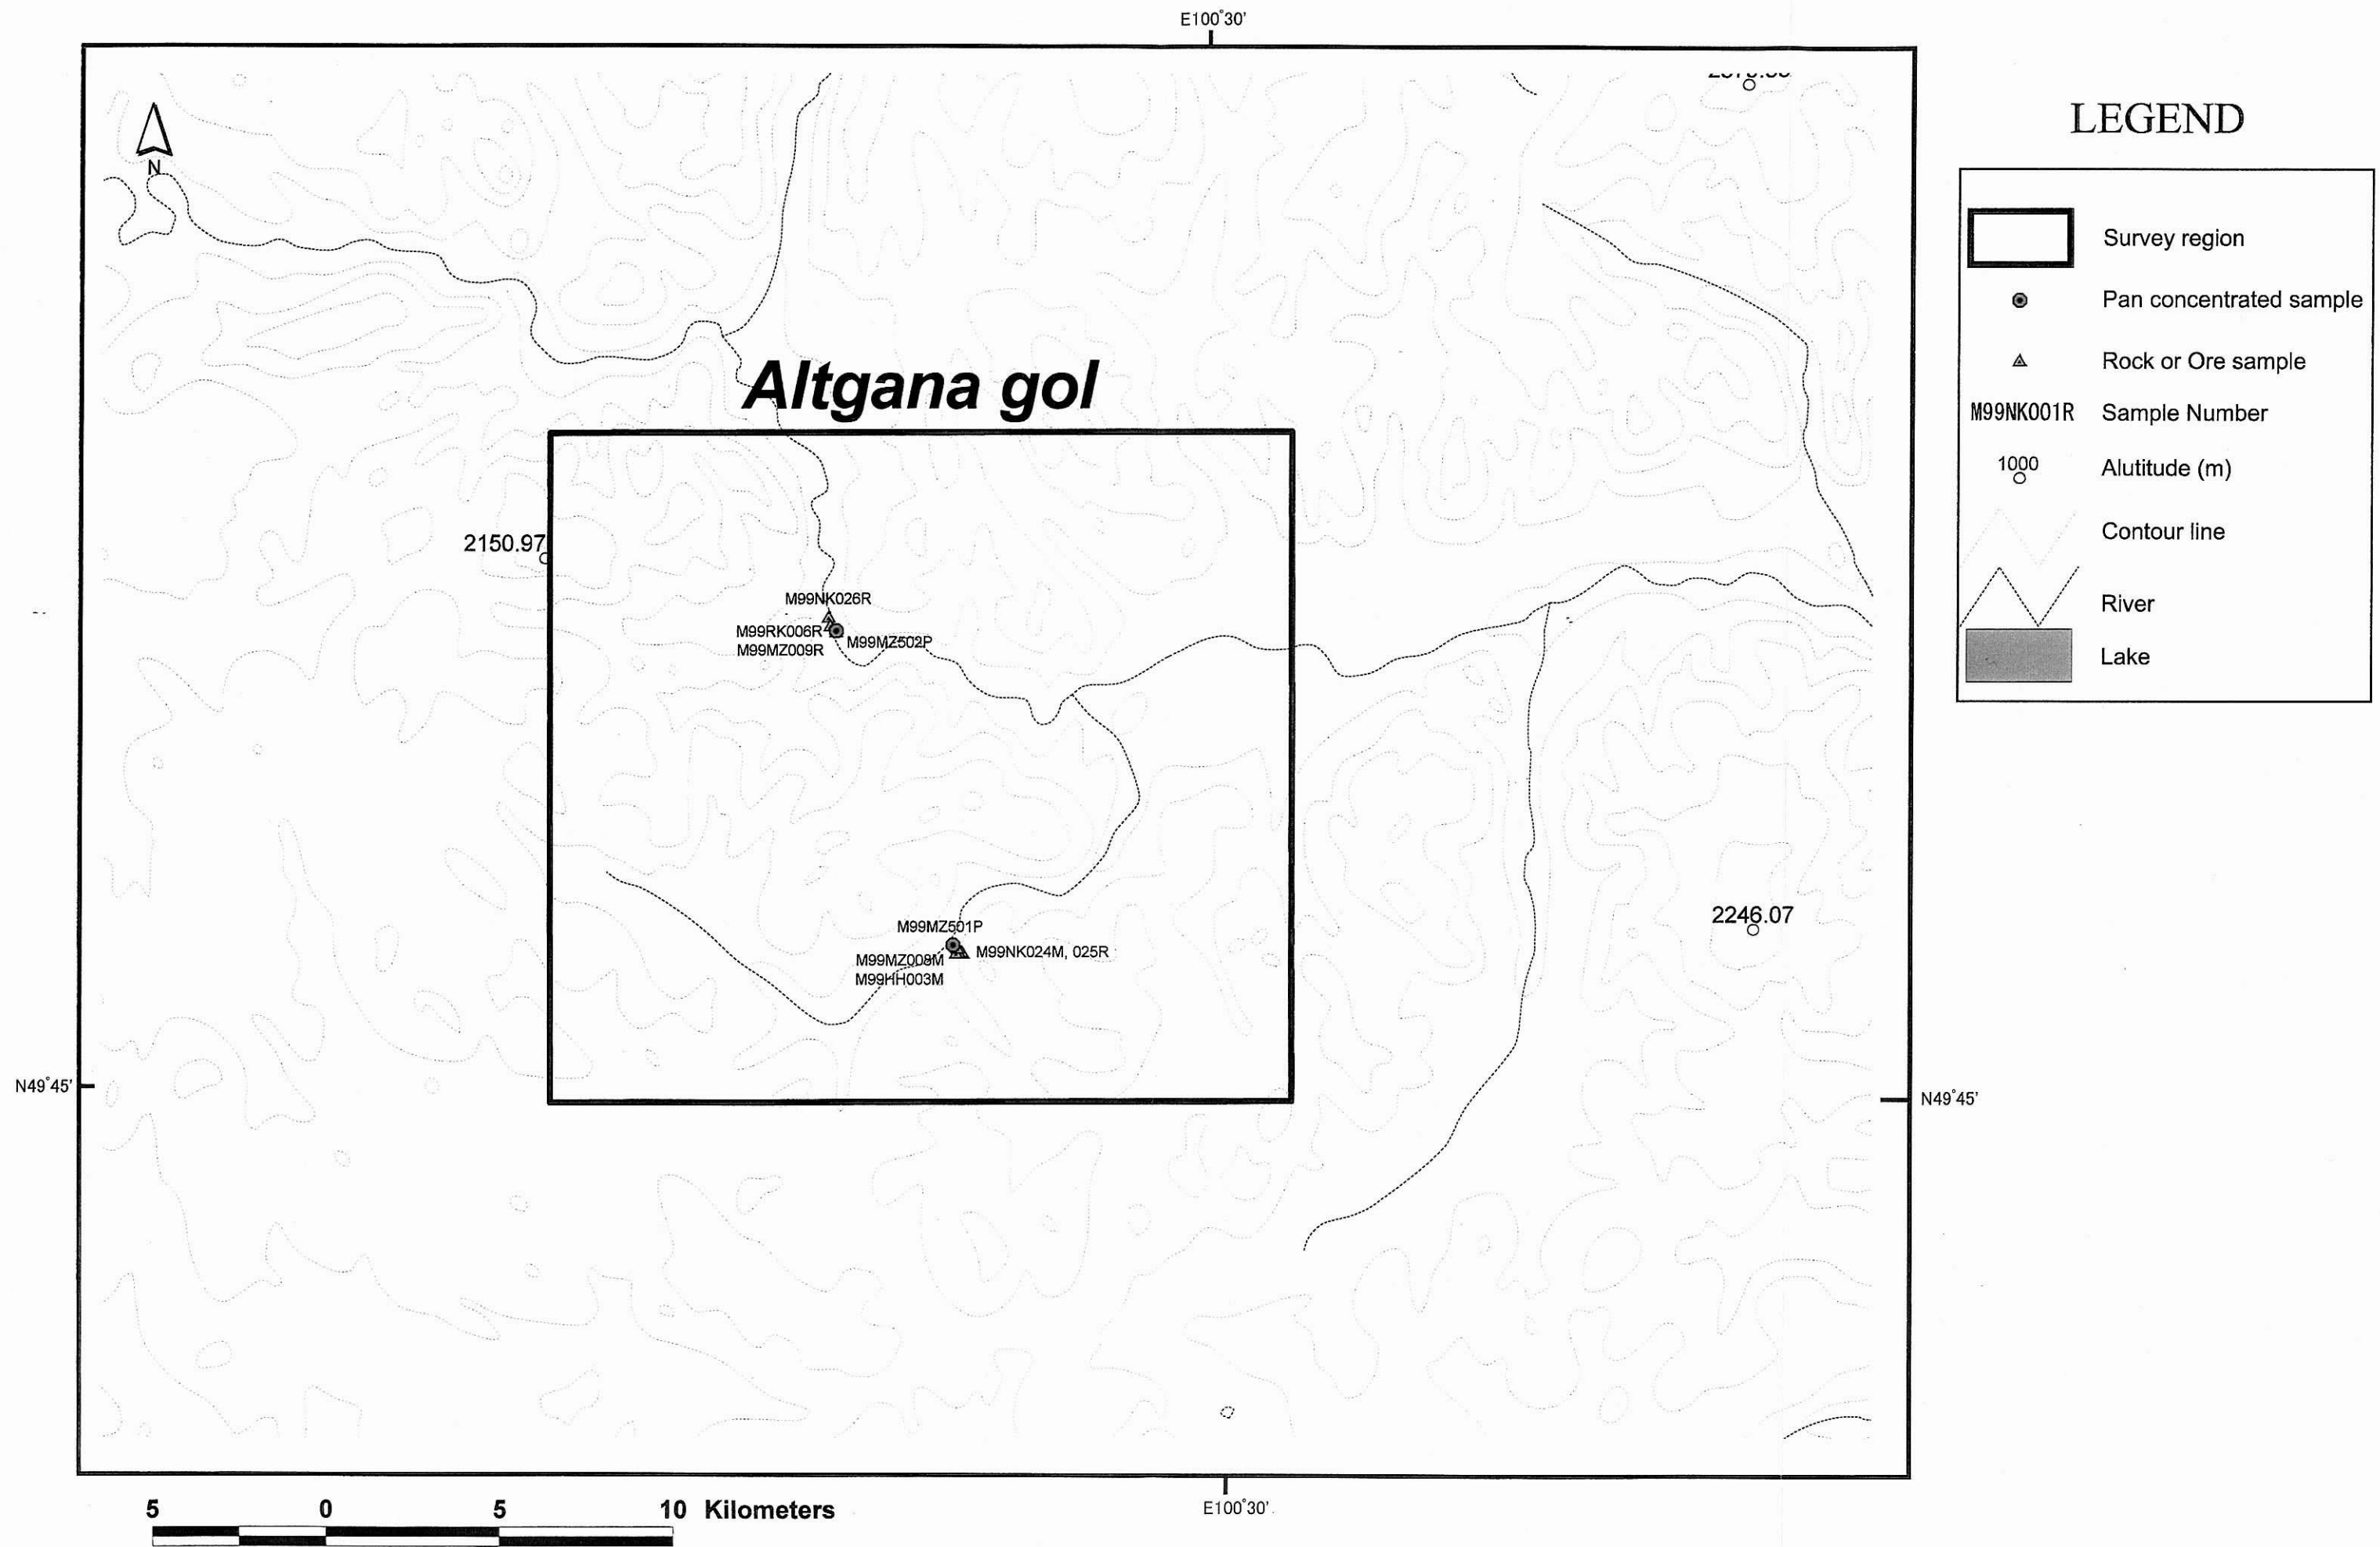 E100°30'
N
LEGEND
Survey region
Pan concentrated sample
Rock or Ore sample
M99NK001R Sample Number
1000 Alutitude (m)
Contour line
River
Lake
Altgana gol
2150.97
M99NK026R
M99RK006R
M99MZ009R
M99MZ502P
2246.07
M99MZ501P
M99NK024M, 025R
M99MZ008M
M99HH003M
N49°45'
N49°45'
5 0 5 10 Kilometers
E100°30'